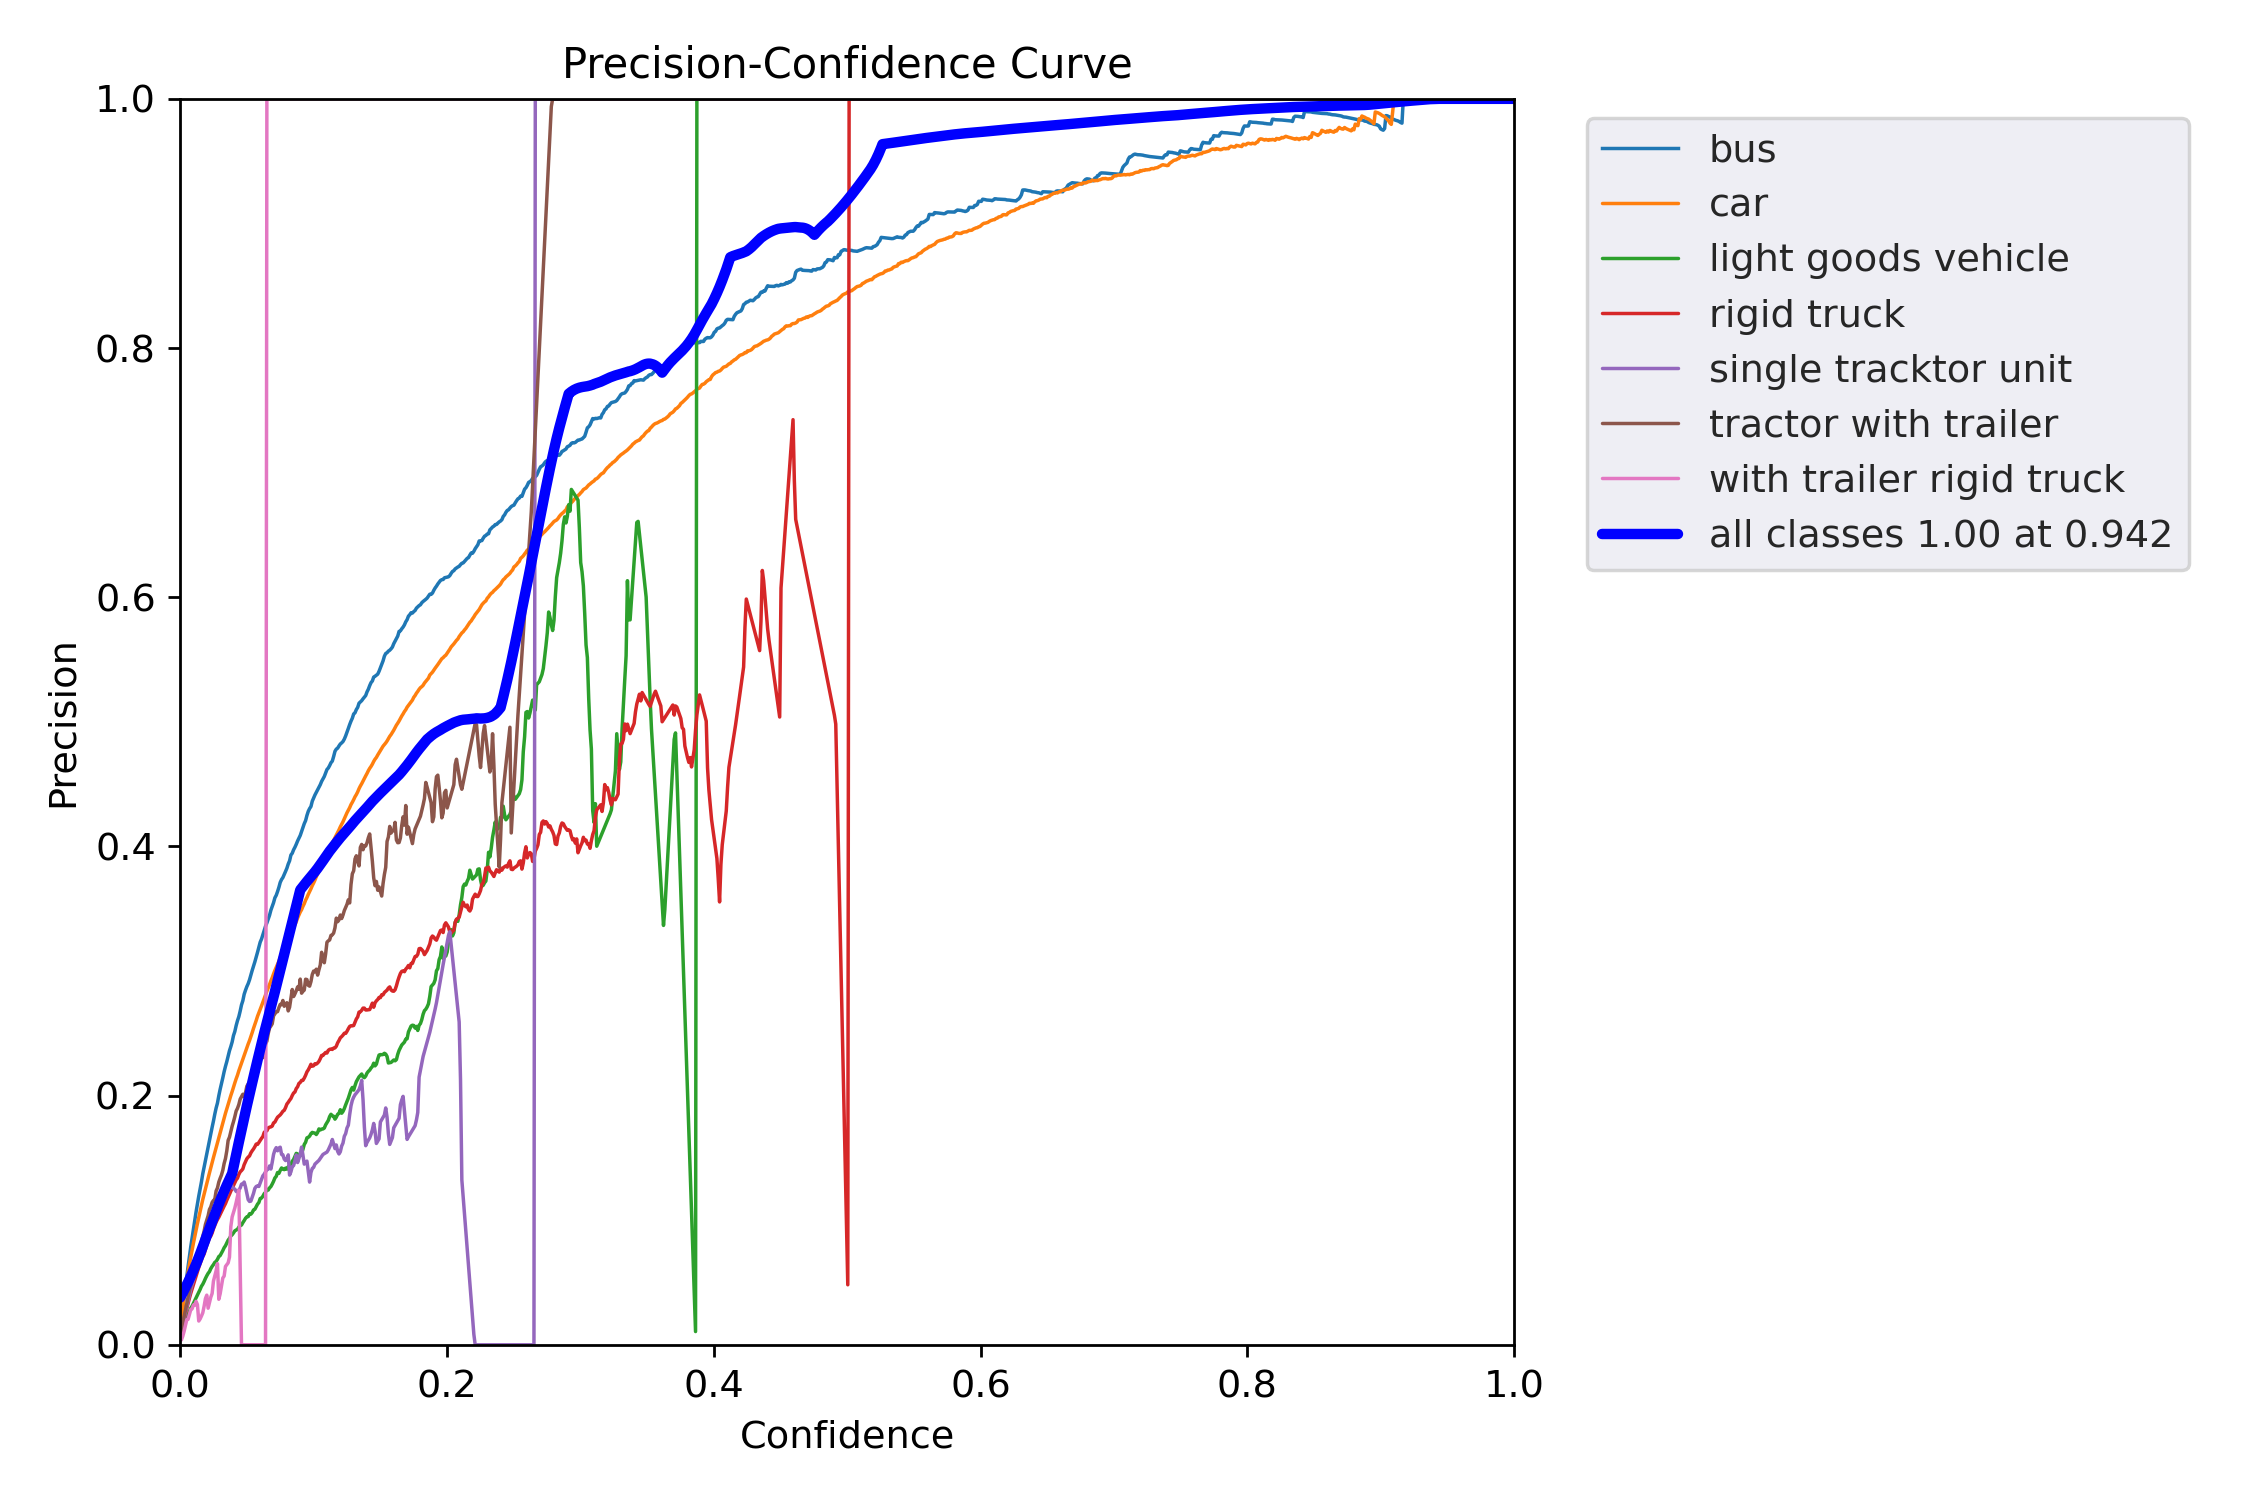 Precision-Confidence Curve
1.0
0.8
0.6
0.4
0.2
0.0
Precision
0.0 0.2 0.4 0.6 0.8 1.0
Confidence
bus
car
light goods vehicle
rigid truck
single tracktor unit
tractor with trailer
with trailer rigid truck
all classes 1.00 at 0.942